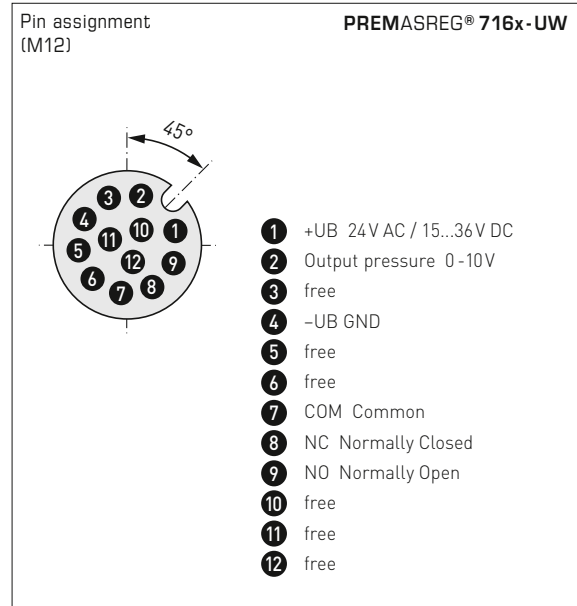 Pin assignment
(M12)
PREMASREG® 716x-UW
45°
3 2
4 10 1
11
5 12 9
6 7 8
1 +UB 24V AC / 15...36V DC
2 Output pressure 0-10V
3 free
4 –UB GND
5 free
6 free
7 COM Common
8 NC Normally Closed
9 NO Normally Open
10 free
11 free
12 free